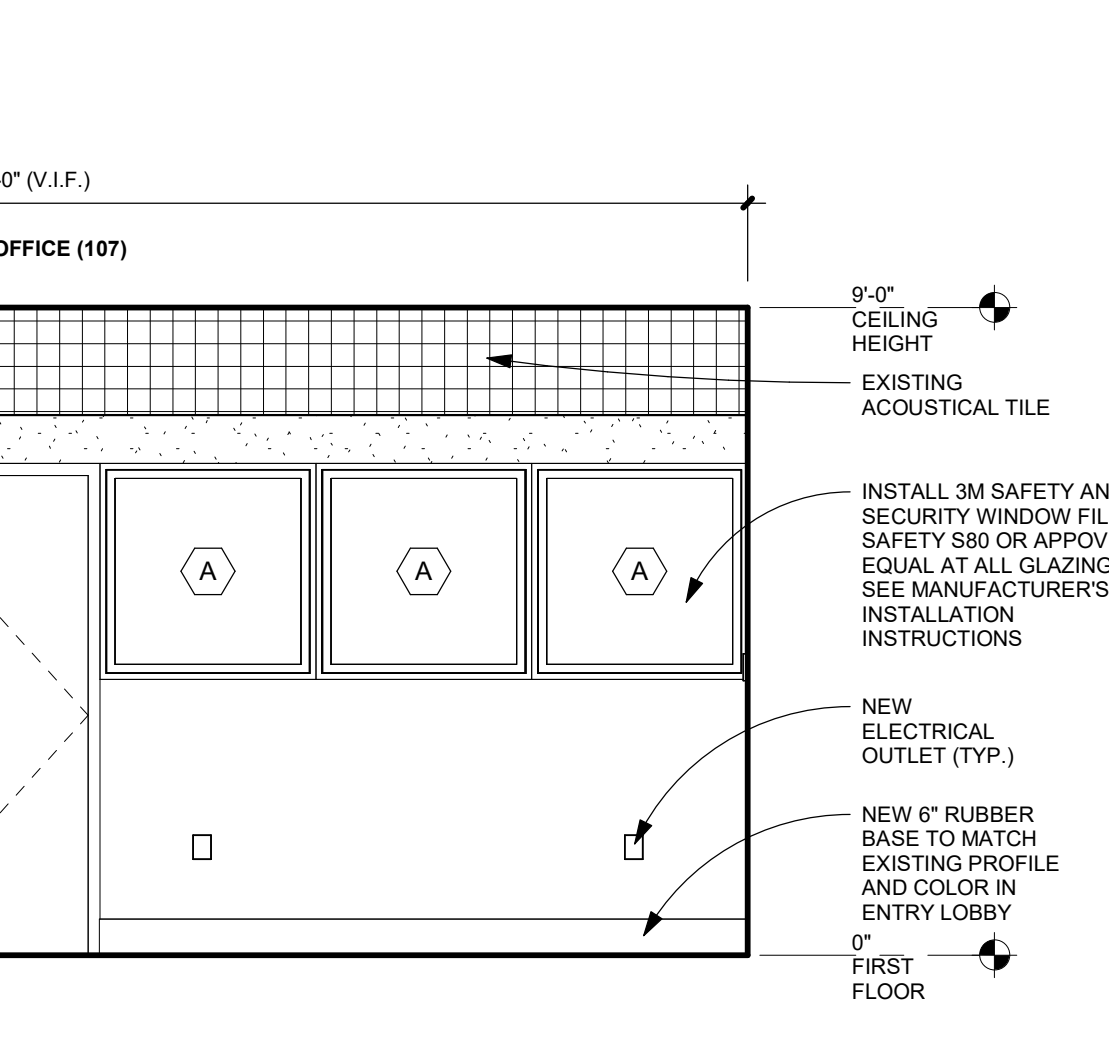 0" (V.I.F.)
OFFICE (107)
9'-0"
CEILING
HEIGHT
EXISTING
ACOUSTICAL TILE
INSTALL 3M SAFETY AN
SECURITY WINDOW FIL
SAFETY S80 OR APPOV
EQUAL AT ALL GLAZING
SEE MANUFACTURER'S
INSTALLATION
INSTRUCTIONS
A A A
NEW
ELECTRICAL
OUTLET (TYP.)
NEW 6" RUBBER
BASE TO MATCH
EXISTING PROFILE
AND COLOR IN
ENTRY LOBBY
0"
FIRST
FLOOR